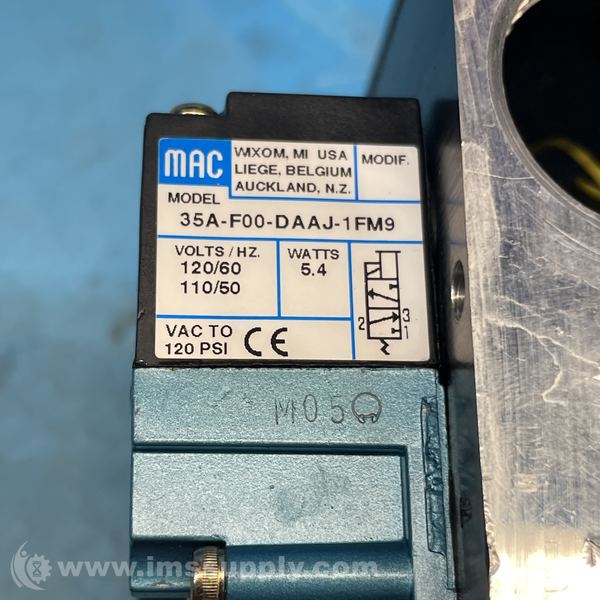 MAC
WIXOM, MI USA
LIEGE, BELGIUM
AUCKLAND, N.Z.
MODIF.
MODEL
35A-F00-DAAJ-1FM9
VOLTS/HZ.
120/60
110/50
WATTS
5.4
2
3
1
VAC TO
120 PSI
CE
M05
www.imssupply.com